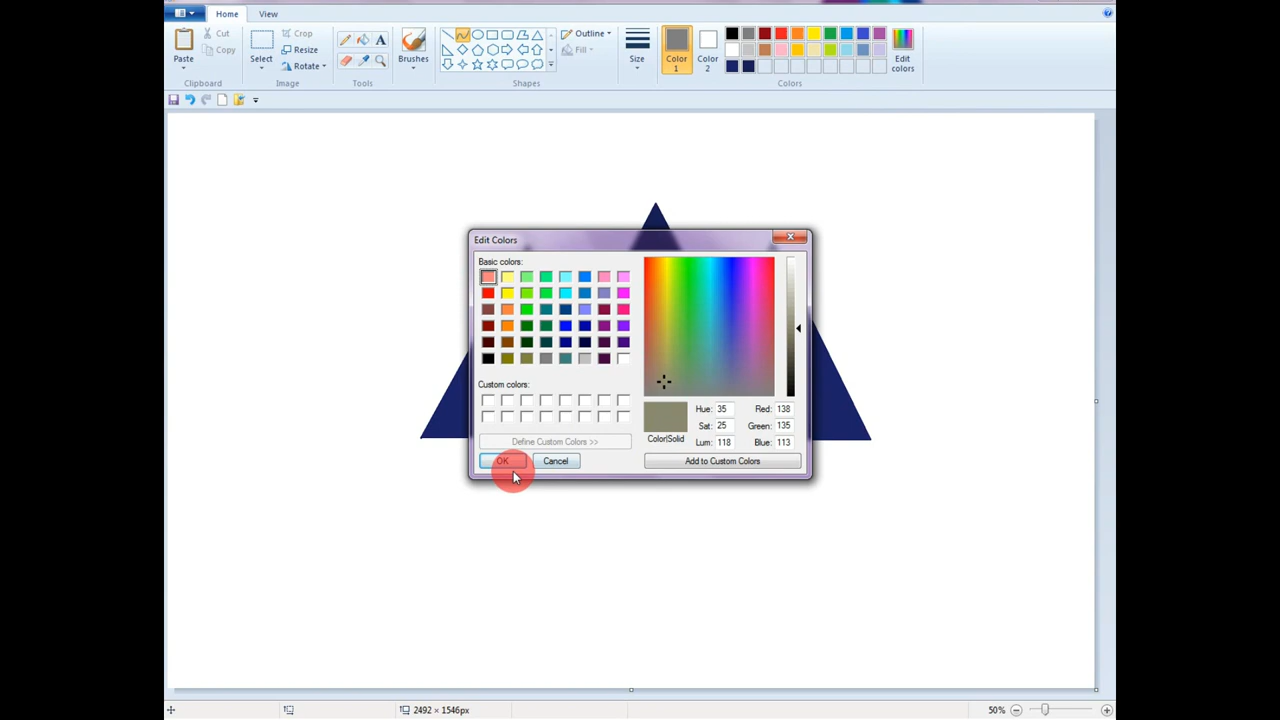 Home View
Paste
Cut
Copy
Clipboard
Select
Crop
Resize
Rotate
Image
A
Tools
Brushes
Outline
Fill
Shapes
Size
Color 1
Color 2
Edit colors
Colors
Edit Colors
Basic colors:
Custom colors:
Define Custom Colors >>
OK Cancel
Color|Solid
Hue: 35 Red: 138
Sat: 25 Green: 135
Lum: 118 Blue: 113
Add to Custom Colors
2492 × 1546px 50%